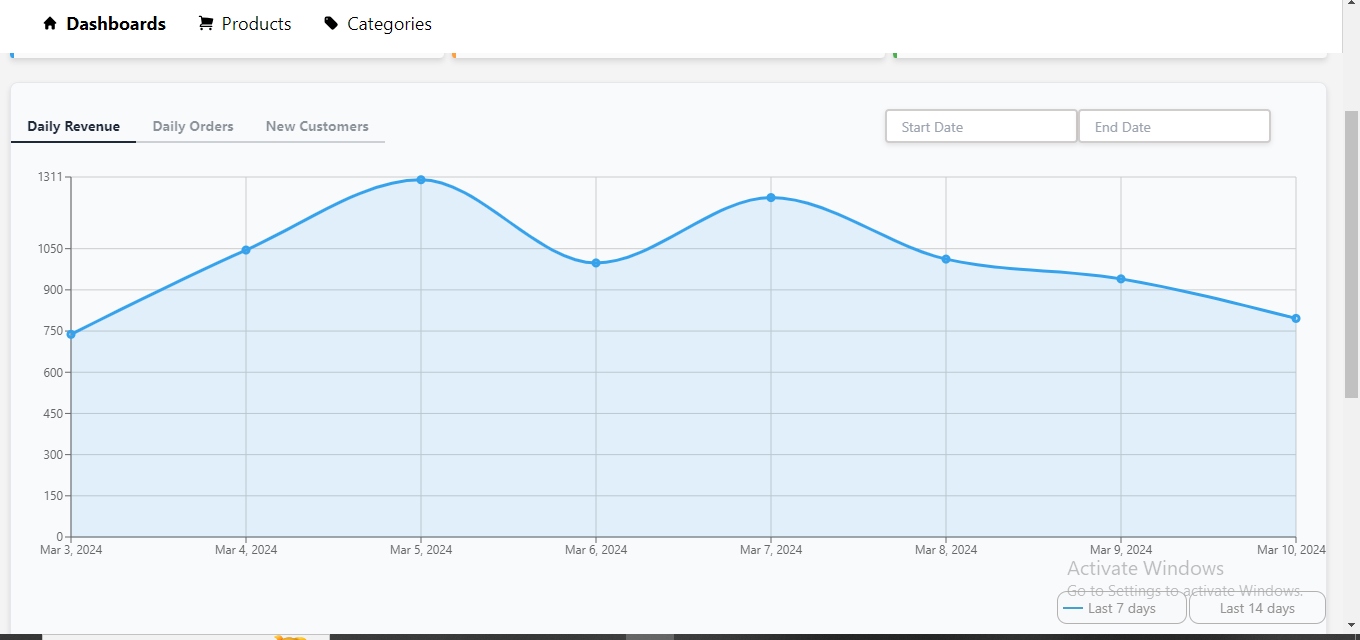 Dashboards Products Categories
Daily Revenue Daily Orders New Customers Start Date End Date
1311
1050
900
750
600
450
300
150
0
Mar 3, 2024 Mar 4, 2024 Mar 5, 2024 Mar 6, 2024 Mar 7, 2024 Mar 8, 2024 Mar 9, 2024 Mar 10, 2024
Activate Windows
Go to Settings to activate Windows.
Last 7 days Last 14 days